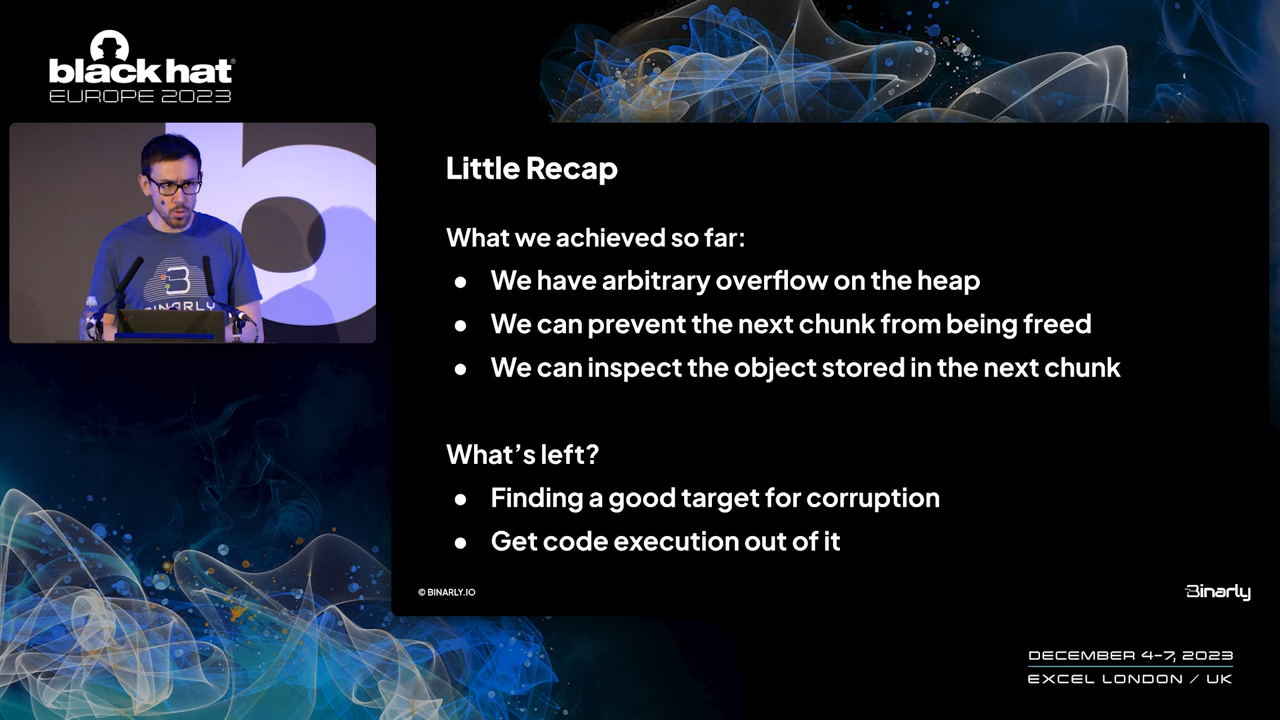 black hat®
EUROPE 2023
BINARLY
Little Recap
What we achieved so far:
● We have arbitrary overflow on the heap
● We can prevent the next chunk from being freed
● We can inspect the object stored in the next chunk
What’s left?
● Finding a good target for corruption
● Get code execution out of it
© BINARLY.IO
Binarly
DECEMBER 4-7, 2023
EXCEL LONDON / UK